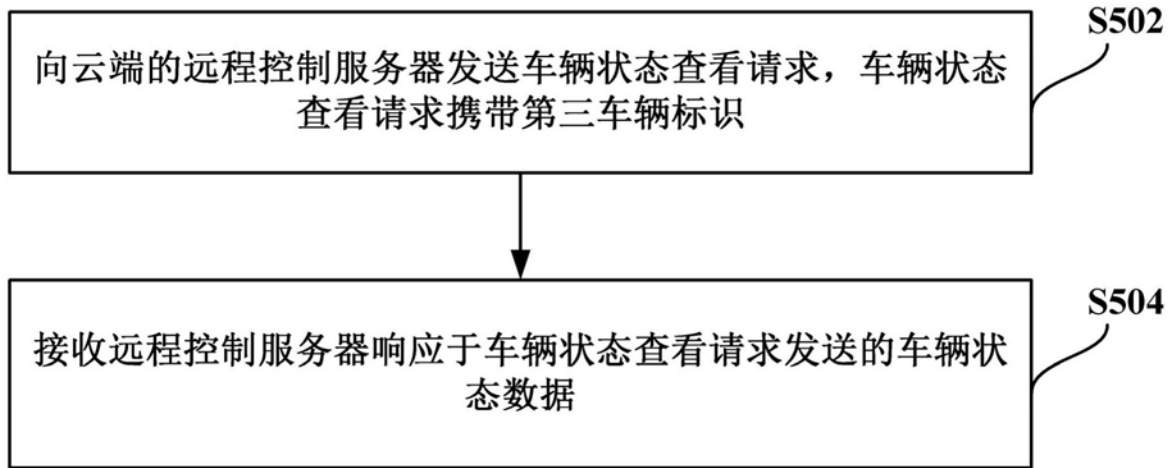 S502
向云端的远程控制服务器发送车辆状态查看请求，车辆状态
查看请求携带第三车辆标识
S504
接收远程控制服务器响应于车辆状态查看请求发送的车辆状
态数据